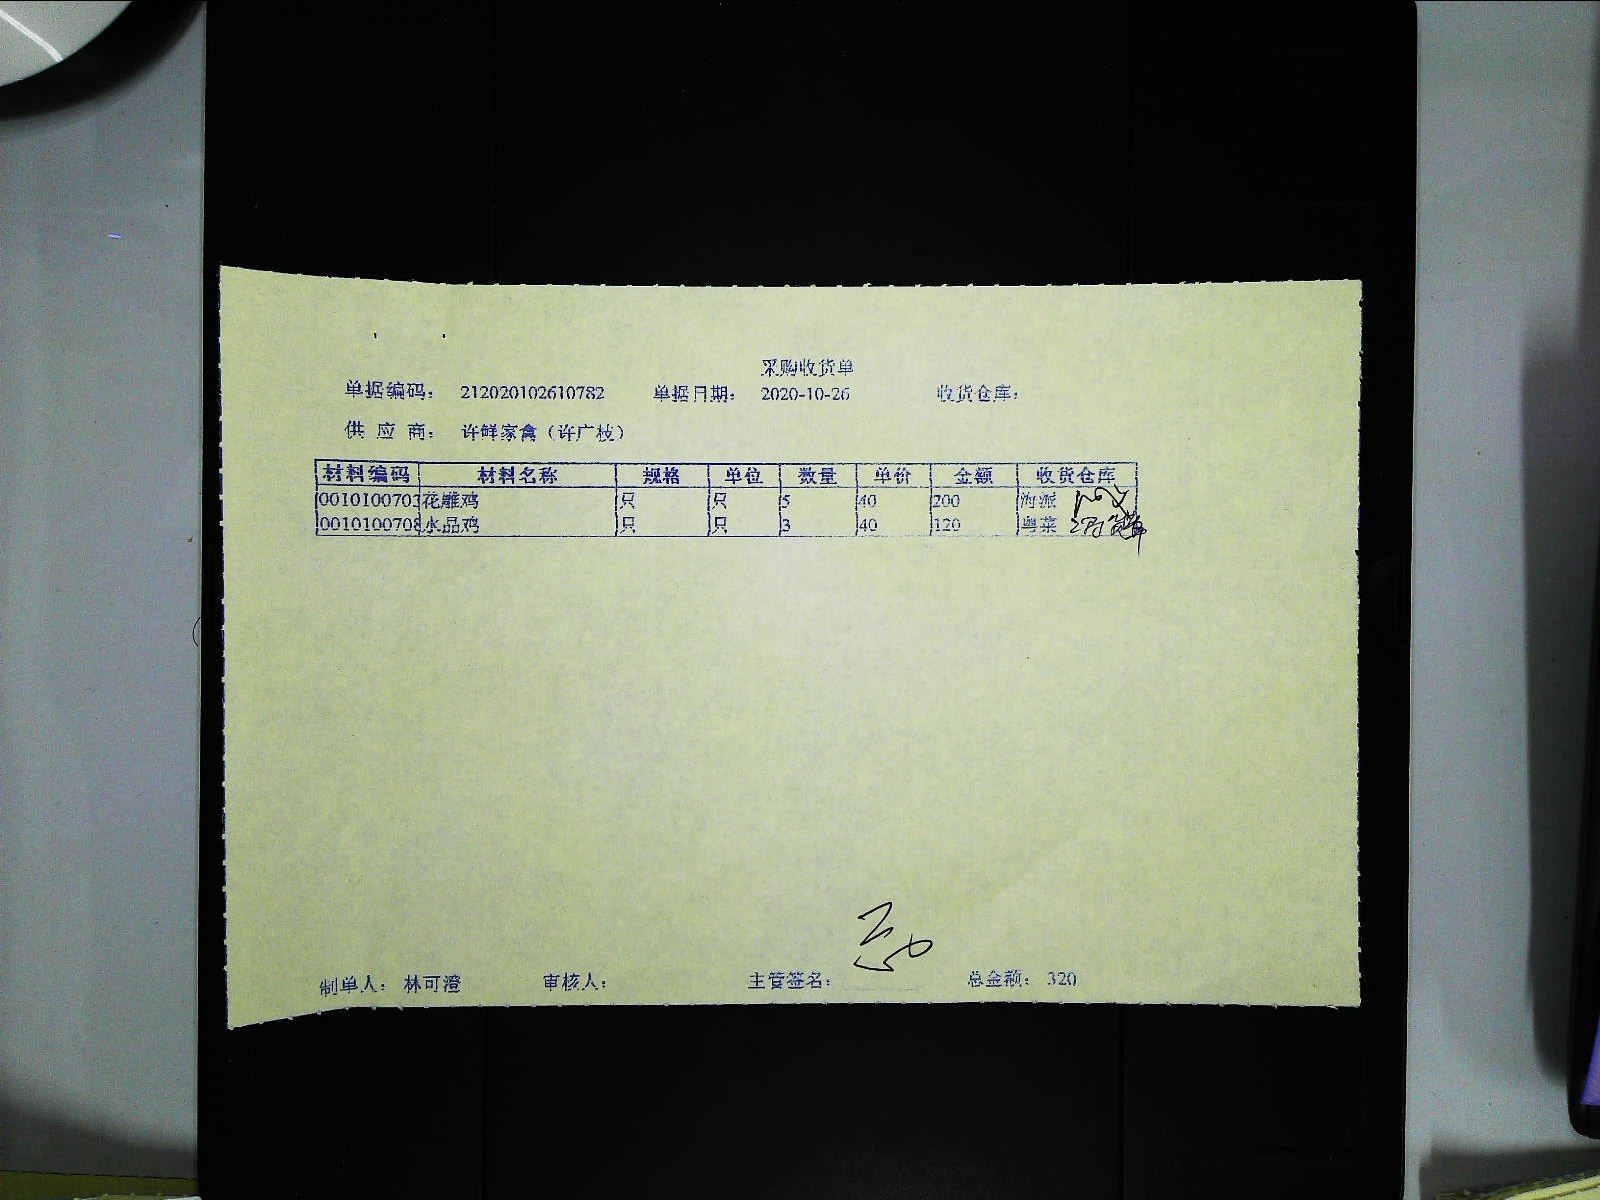 采购收货单
单据编码： 212020102610782 单据日期： 2020-10-26 收货仓库：
供 应 商： 许鲜家禽（许广枝）
材料编码 材料名称 规格 单位 数量 单价 金额 收货仓库
0010100703 花雕鸡 只 只 5 40 200 海派
0010100708 水晶鸡 只 只 3 40 120 粤菜
制单人： 林可澄 审核人： 主管签名： 总金额： 320